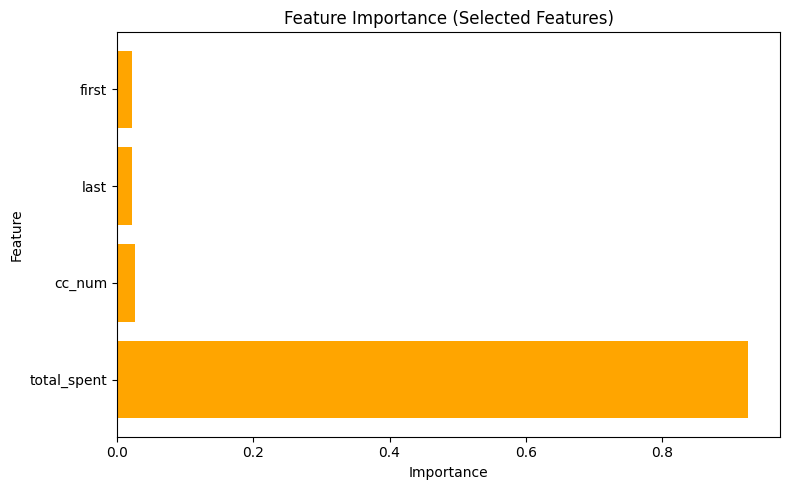 Feature Importance (Selected Features)
first
last
cc_num
total_spent
Feature
0.0 0.2 0.4 0.6 0.8
Importance